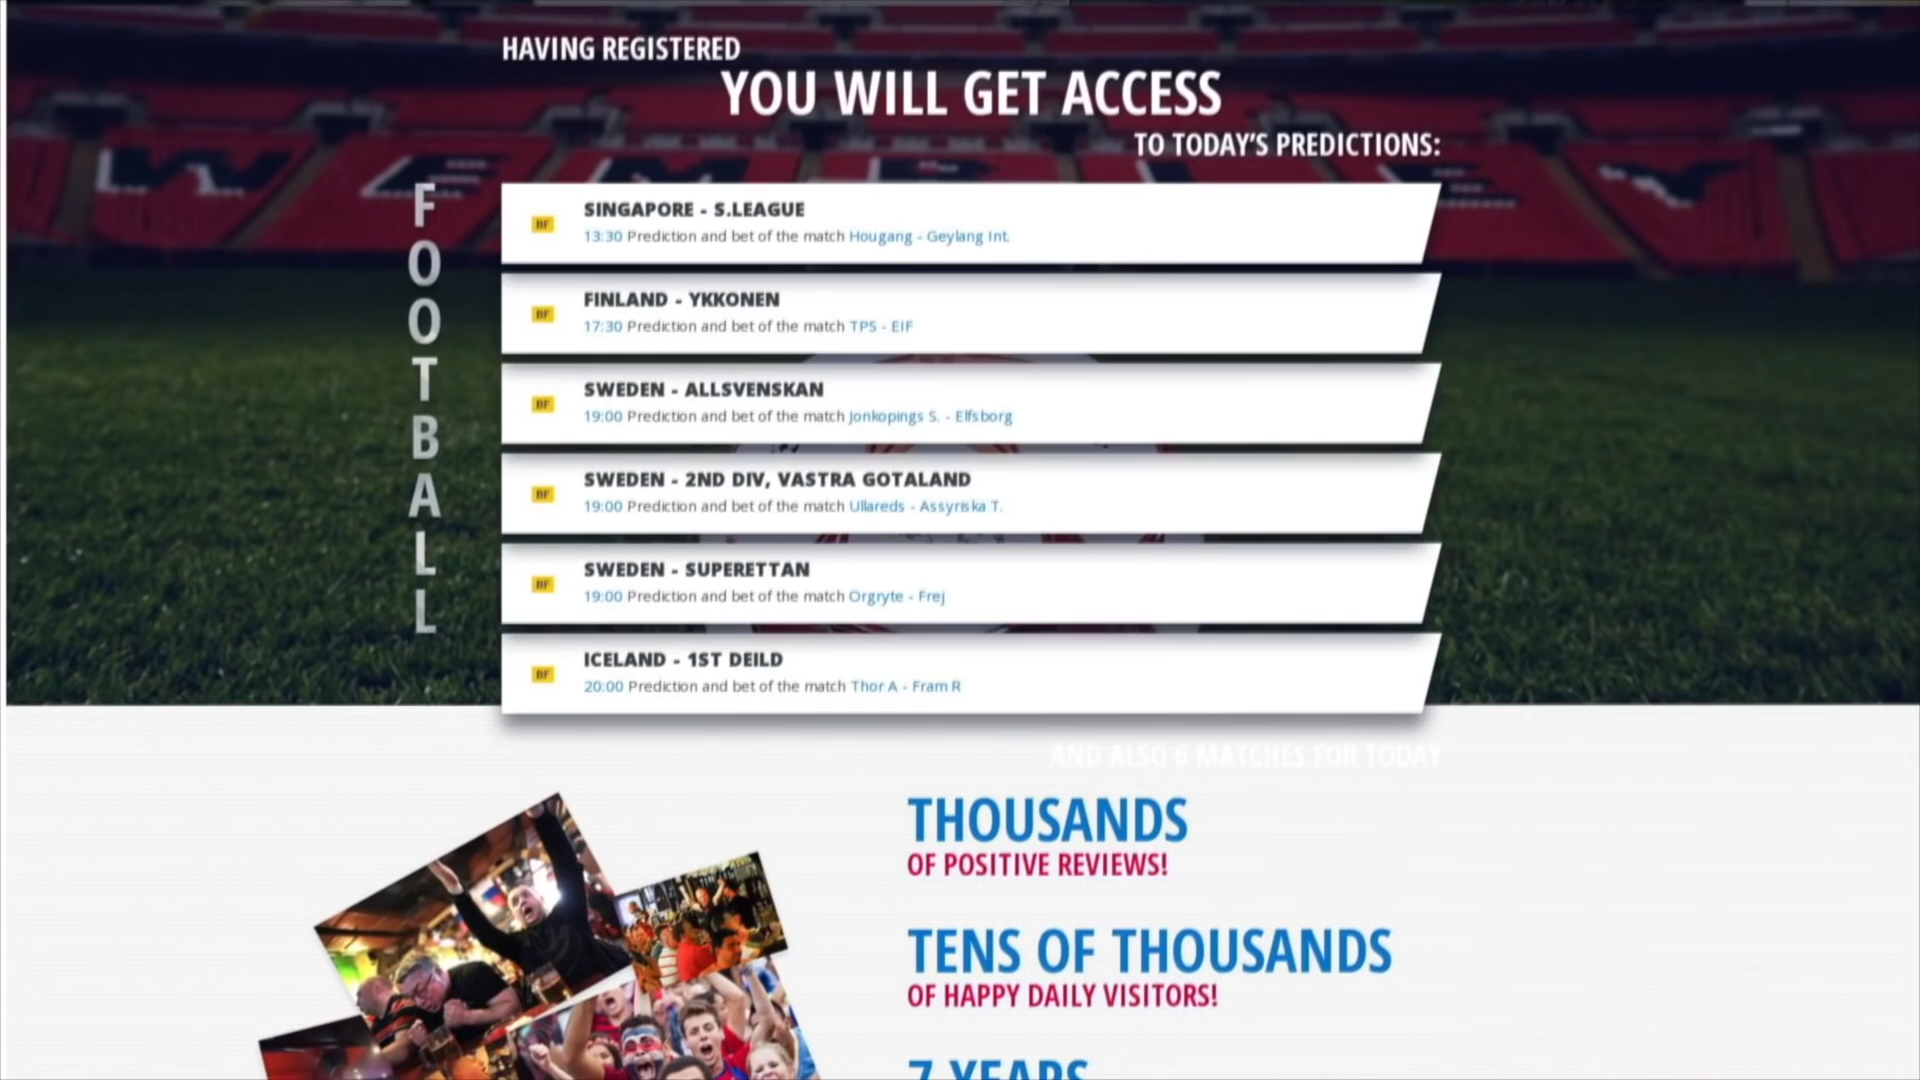 HAVING REGISTERED
YOU WILL GET ACCESS
TO TODAY'S PREDICTIONS:
FOOTBALL
BF
SINGAPORE - S.LEAGUE
13:30 Prediction and bet of the match Hougang - Geylang Int.
BF
FINLAND - YKKONEN
17:30 Prediction and bet of the match TPS - EIF
BF
SWEDEN - ALLSVENSKAN
19:00 Prediction and bet of the match Jonkopings S. - Elfsborg
BF
SWEDEN - 2ND DIV, VASTRA GOTALAND
19:00 Prediction and bet of the match Ullareds - Assyriska T.
BF
SWEDEN - SUPERETTAN
19:00 Prediction and bet of the match Orgryte - Frej
BF
ICELAND - 1ST DEILD
20:00 Prediction and bet of the match Thor A - Fram R
AND ALSO 6 MATCHES FOR TODAY
THOUSANDS
OF POSITIVE REVIEWS!
TENS OF THOUSANDS
OF HAPPY DAILY VISITORS!
7 YEARS